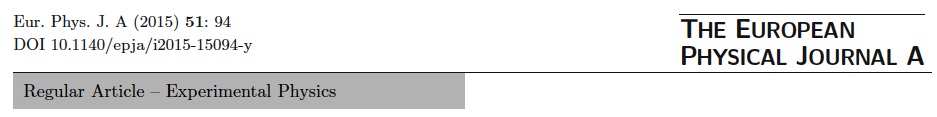 Eur. Phys. J. A (2015) 51: 94
DOI 10.1140/epja/i2015-15094-y
THE EUROPEAN
PHYSICAL JOURNAL A
Regular Article – Experimental Physics